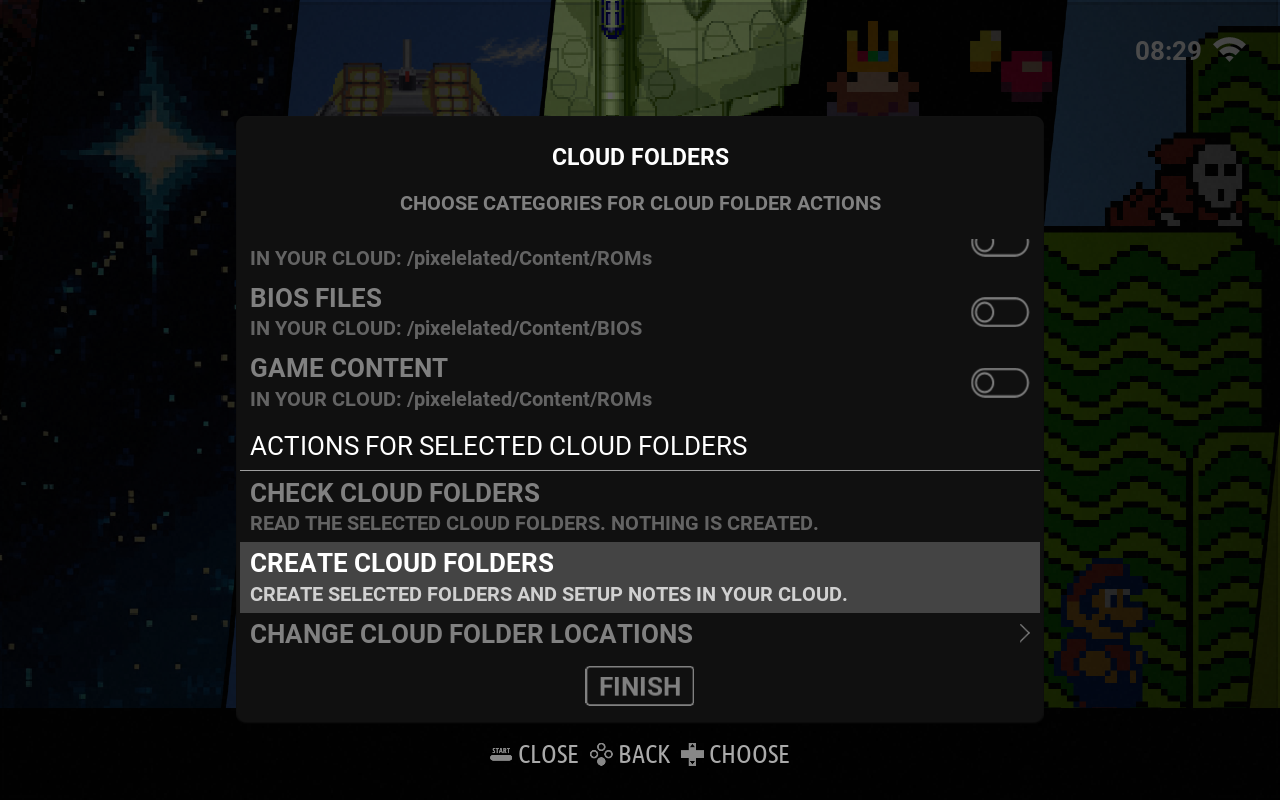 08:29
CLOUD FOLDERS
CHOOSE CATEGORIES FOR CLOUD FOLDER ACTIONS
IN YOUR CLOUD: /pixelelated/Content/ROMs
BIOS FILES
IN YOUR CLOUD: /pixelelated/Content/BIOS
GAME CONTENT
IN YOUR CLOUD: /pixelelated/Content/ROMs
ACTIONS FOR SELECTED CLOUD FOLDERS
CHECK CLOUD FOLDERS
READ THE SELECTED CLOUD FOLDERS. NOTHING IS CREATED.
CREATE CLOUD FOLDERS
CREATE SELECTED FOLDERS AND SETUP NOTES IN YOUR CLOUD.
CHANGE CLOUD FOLDER LOCATIONS
FINISH
START CLOSE BACK CHOOSE